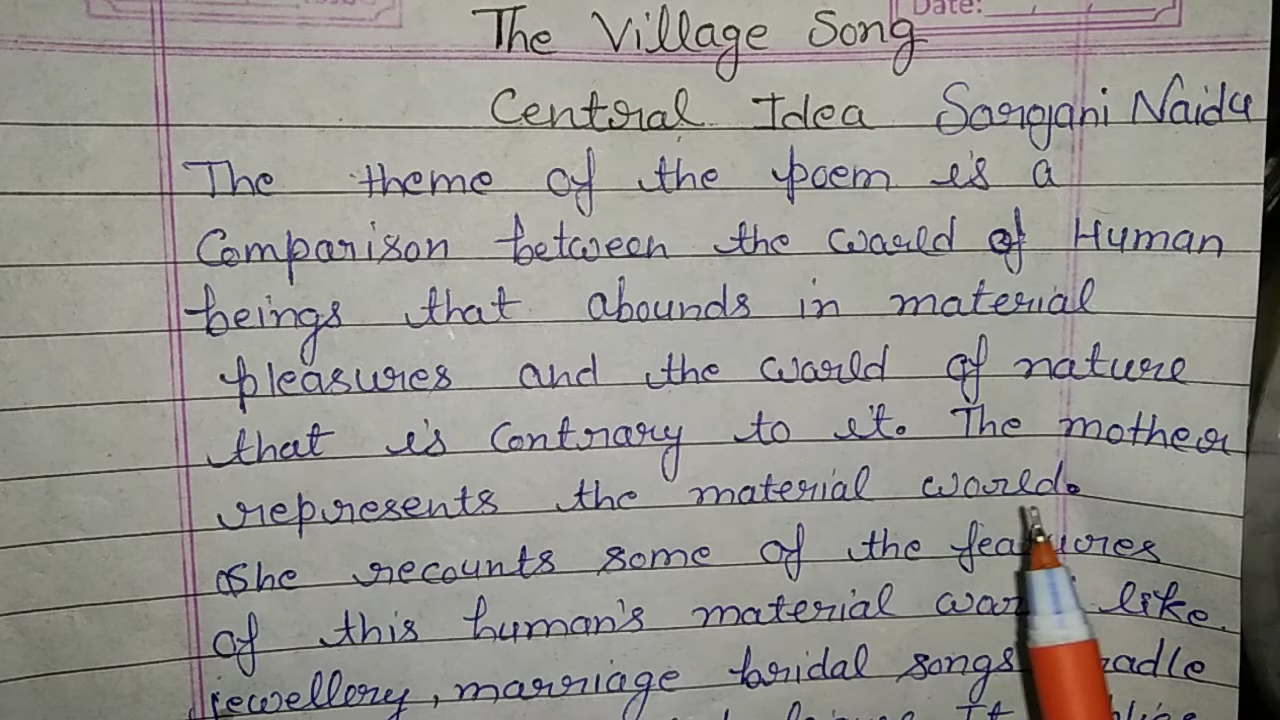 Date:
The Village Song
Central Idea Sarojani Naidu
The theme of the poem is a
Comparison between the world of Human
beings that abounds in material
pleasures and the world of nature
that is Contrary to it. The mother
represents the material world.
She recounts some of the features
of this human's material like
jewellery, marriage bridal songs
It